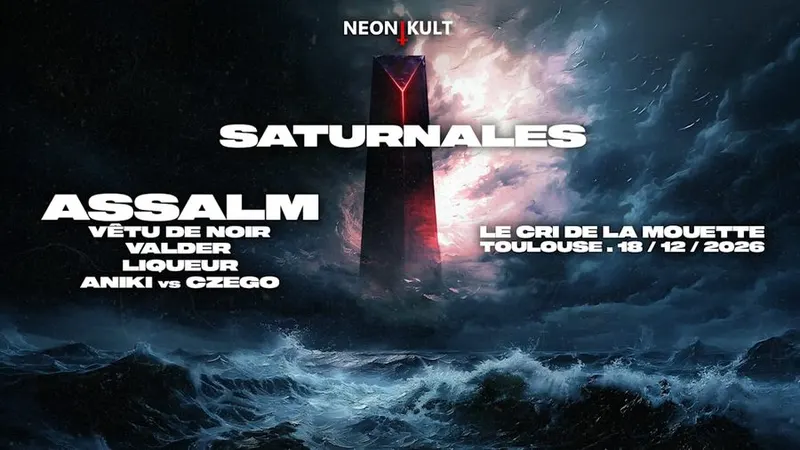 NEON KULT
SATURNALES
ASSALM
VÊTU DE NOIR
VALDER
LIQUEUR
ANIKI vs CZEGO
LE CRI DE LA MOUETTE
TOULOUSE . 18 / 12 / 2026